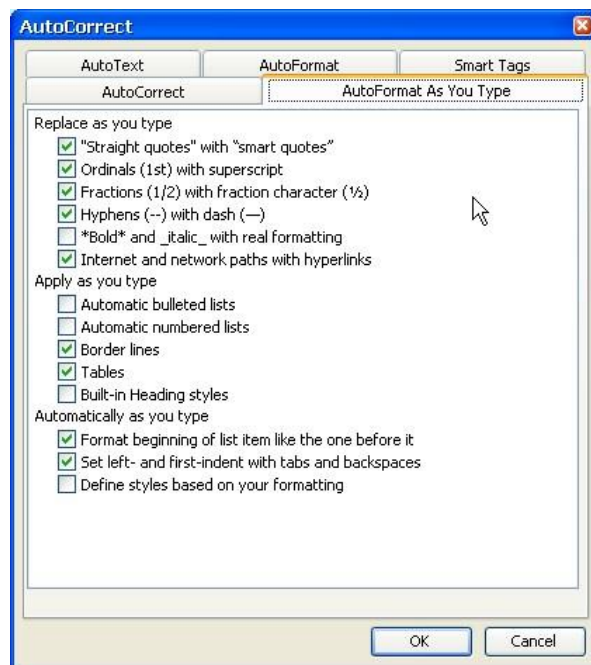 AutoCorrect
AutoText AutoFormat Smart Tags
AutoCorrect AutoFormat As You Type
Replace as you type
"Straight quotes" with “smart quotes”
Ordinals (1st) with superscript
Fractions (1/2) with fraction character (½)
Hyphens (--) with dash (—)
*Bold* and _italic_ with real formatting
Internet and network paths with hyperlinks
Apply as you type
Automatic bulleted lists
Automatic numbered lists
Border lines
Tables
Built-in Heading styles
Automatically as you type
Format beginning of list item like the one before it
Set left- and first-indent with tabs and backspaces
Define styles based on your formatting
OK Cancel